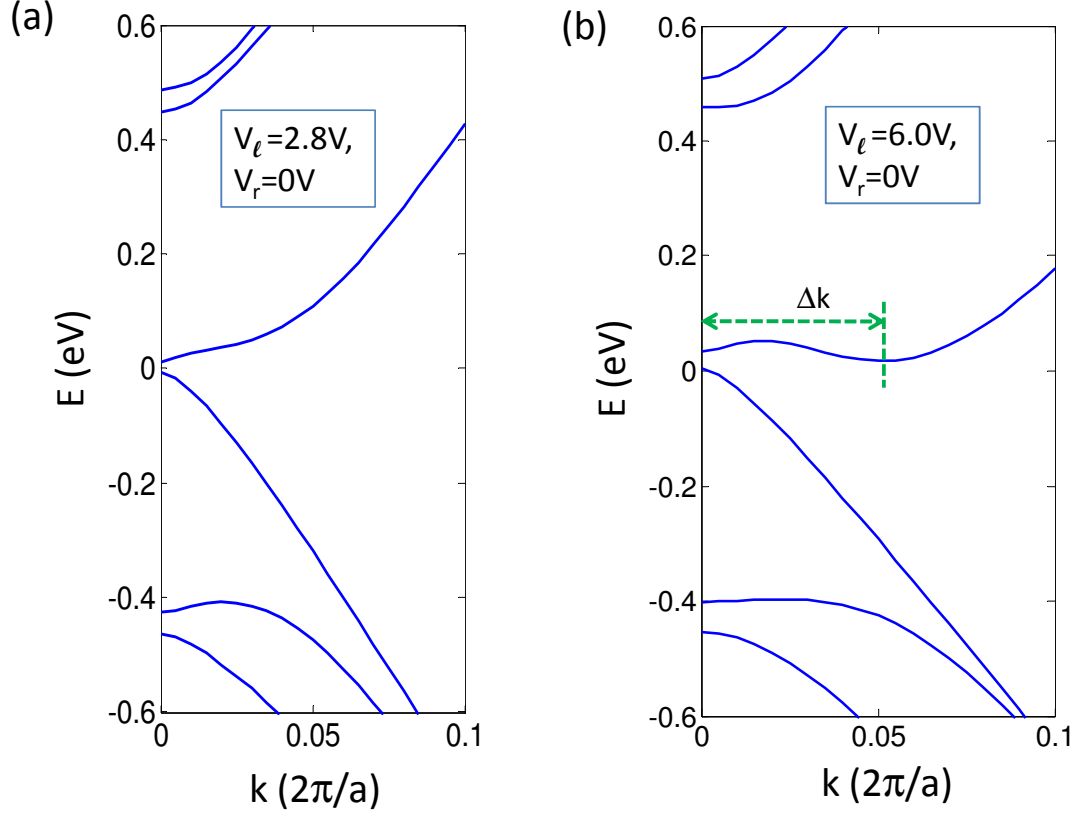 (a)
0.6
0.4
0.2
0
-0.2
-0.4
-0.6
E (eV)
V_ℓ=2.8V,
V_r=0V
0
0.05
0.1
k (2π/a)
(b)
0.6
0.4
0.2
0
-0.2
-0.4
-0.6
E (eV)
V_ℓ=6.0V,
V_r=0V
Δk
0
0.05
0.1
k (2π/a)